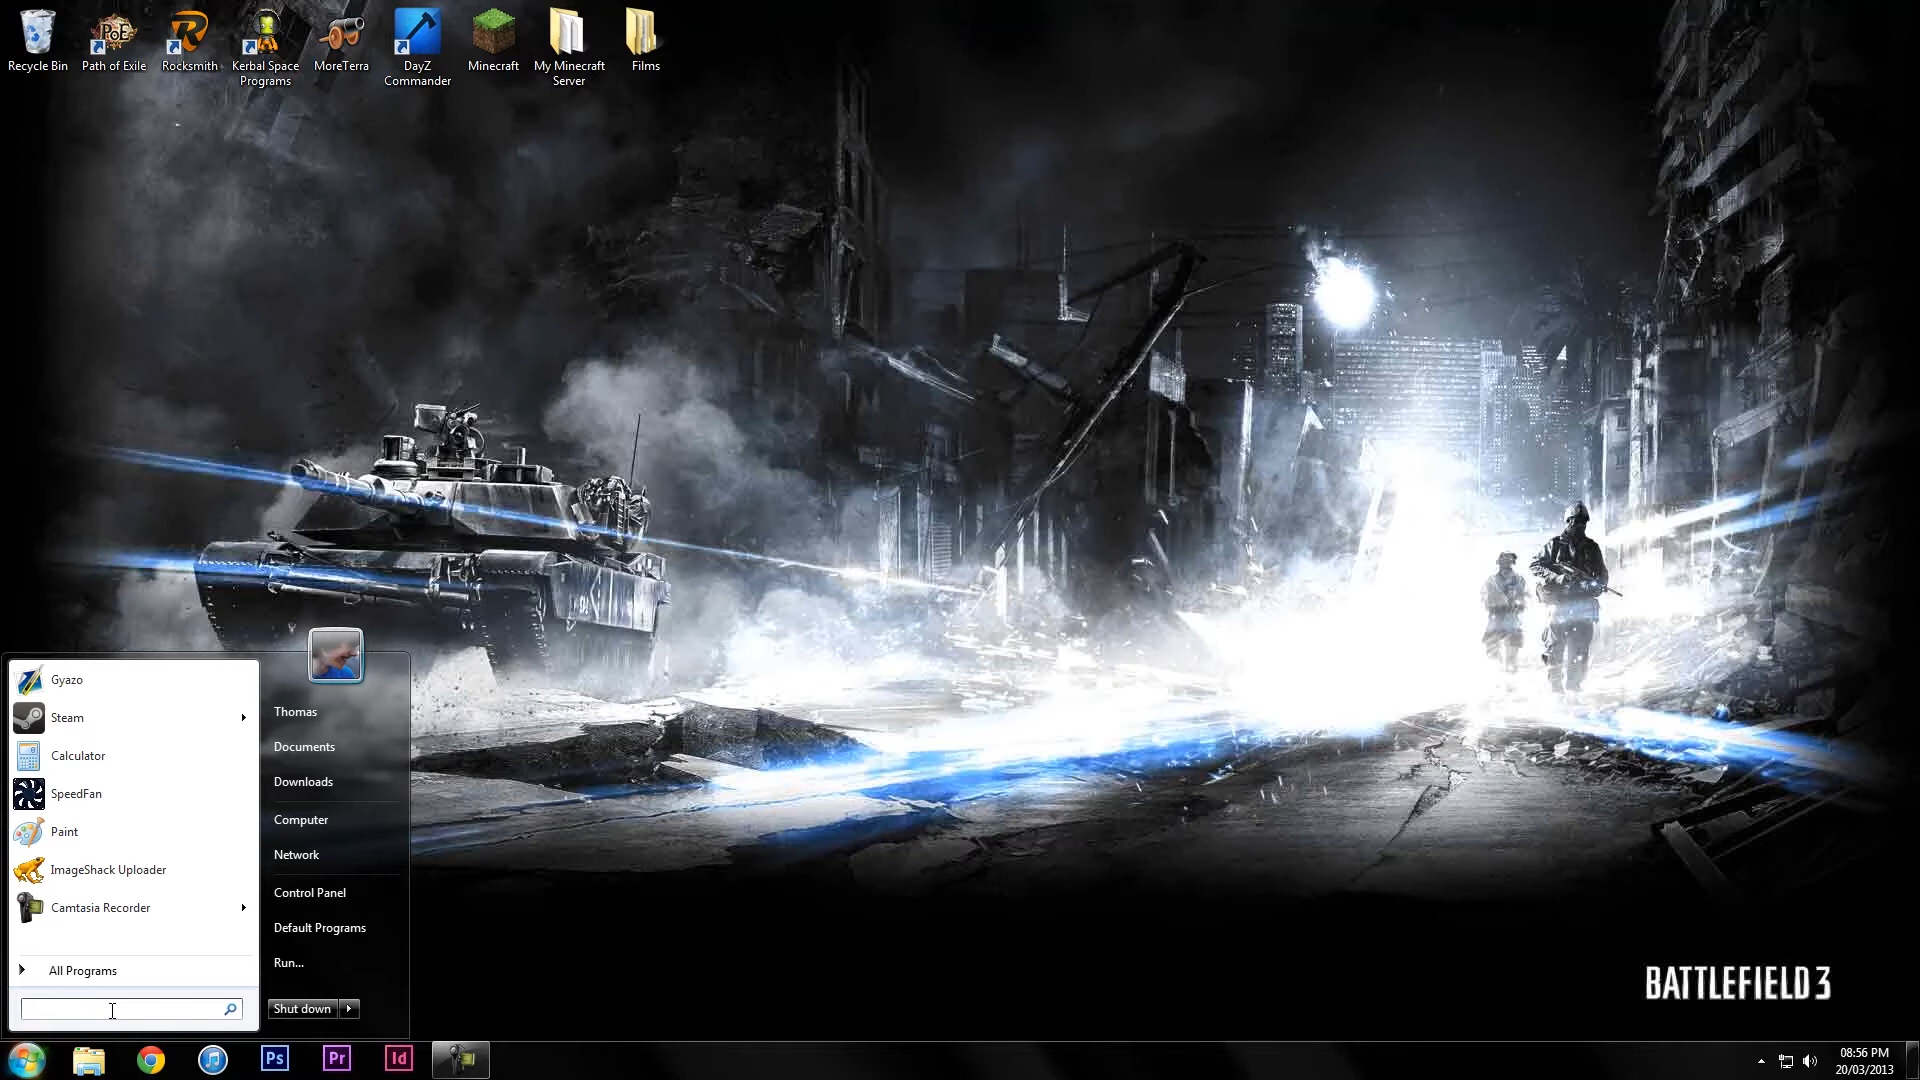 Recycle Bin
Path of Exile
Rocksmith
Kerbal Space
Programs
MoreTerra
DayZ
Commander
Minecraft
My Minecraft
Server
Films
Gyazo
Steam
Calculator
SpeedFan
Paint
ImageShack Uploader
Camtasia Recorder
All Programs
Thomas
Documents
Downloads
Computer
Network
Control Panel
Default Programs
Run...
Shut down
BATTLEFIELD 3
Ps
Pr
Id
08:56 PM
20/03/2013